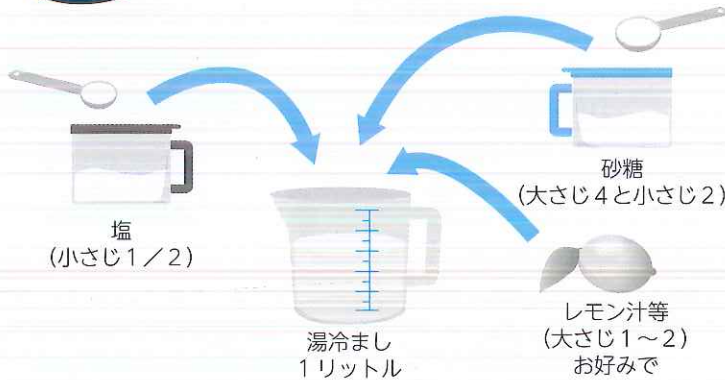 塩
(小さじ1／2)
砂糖
(大さじ4と小さじ2)
レモン汁等
(大さじ1～2)
お好みで
湯冷まし
1リットル